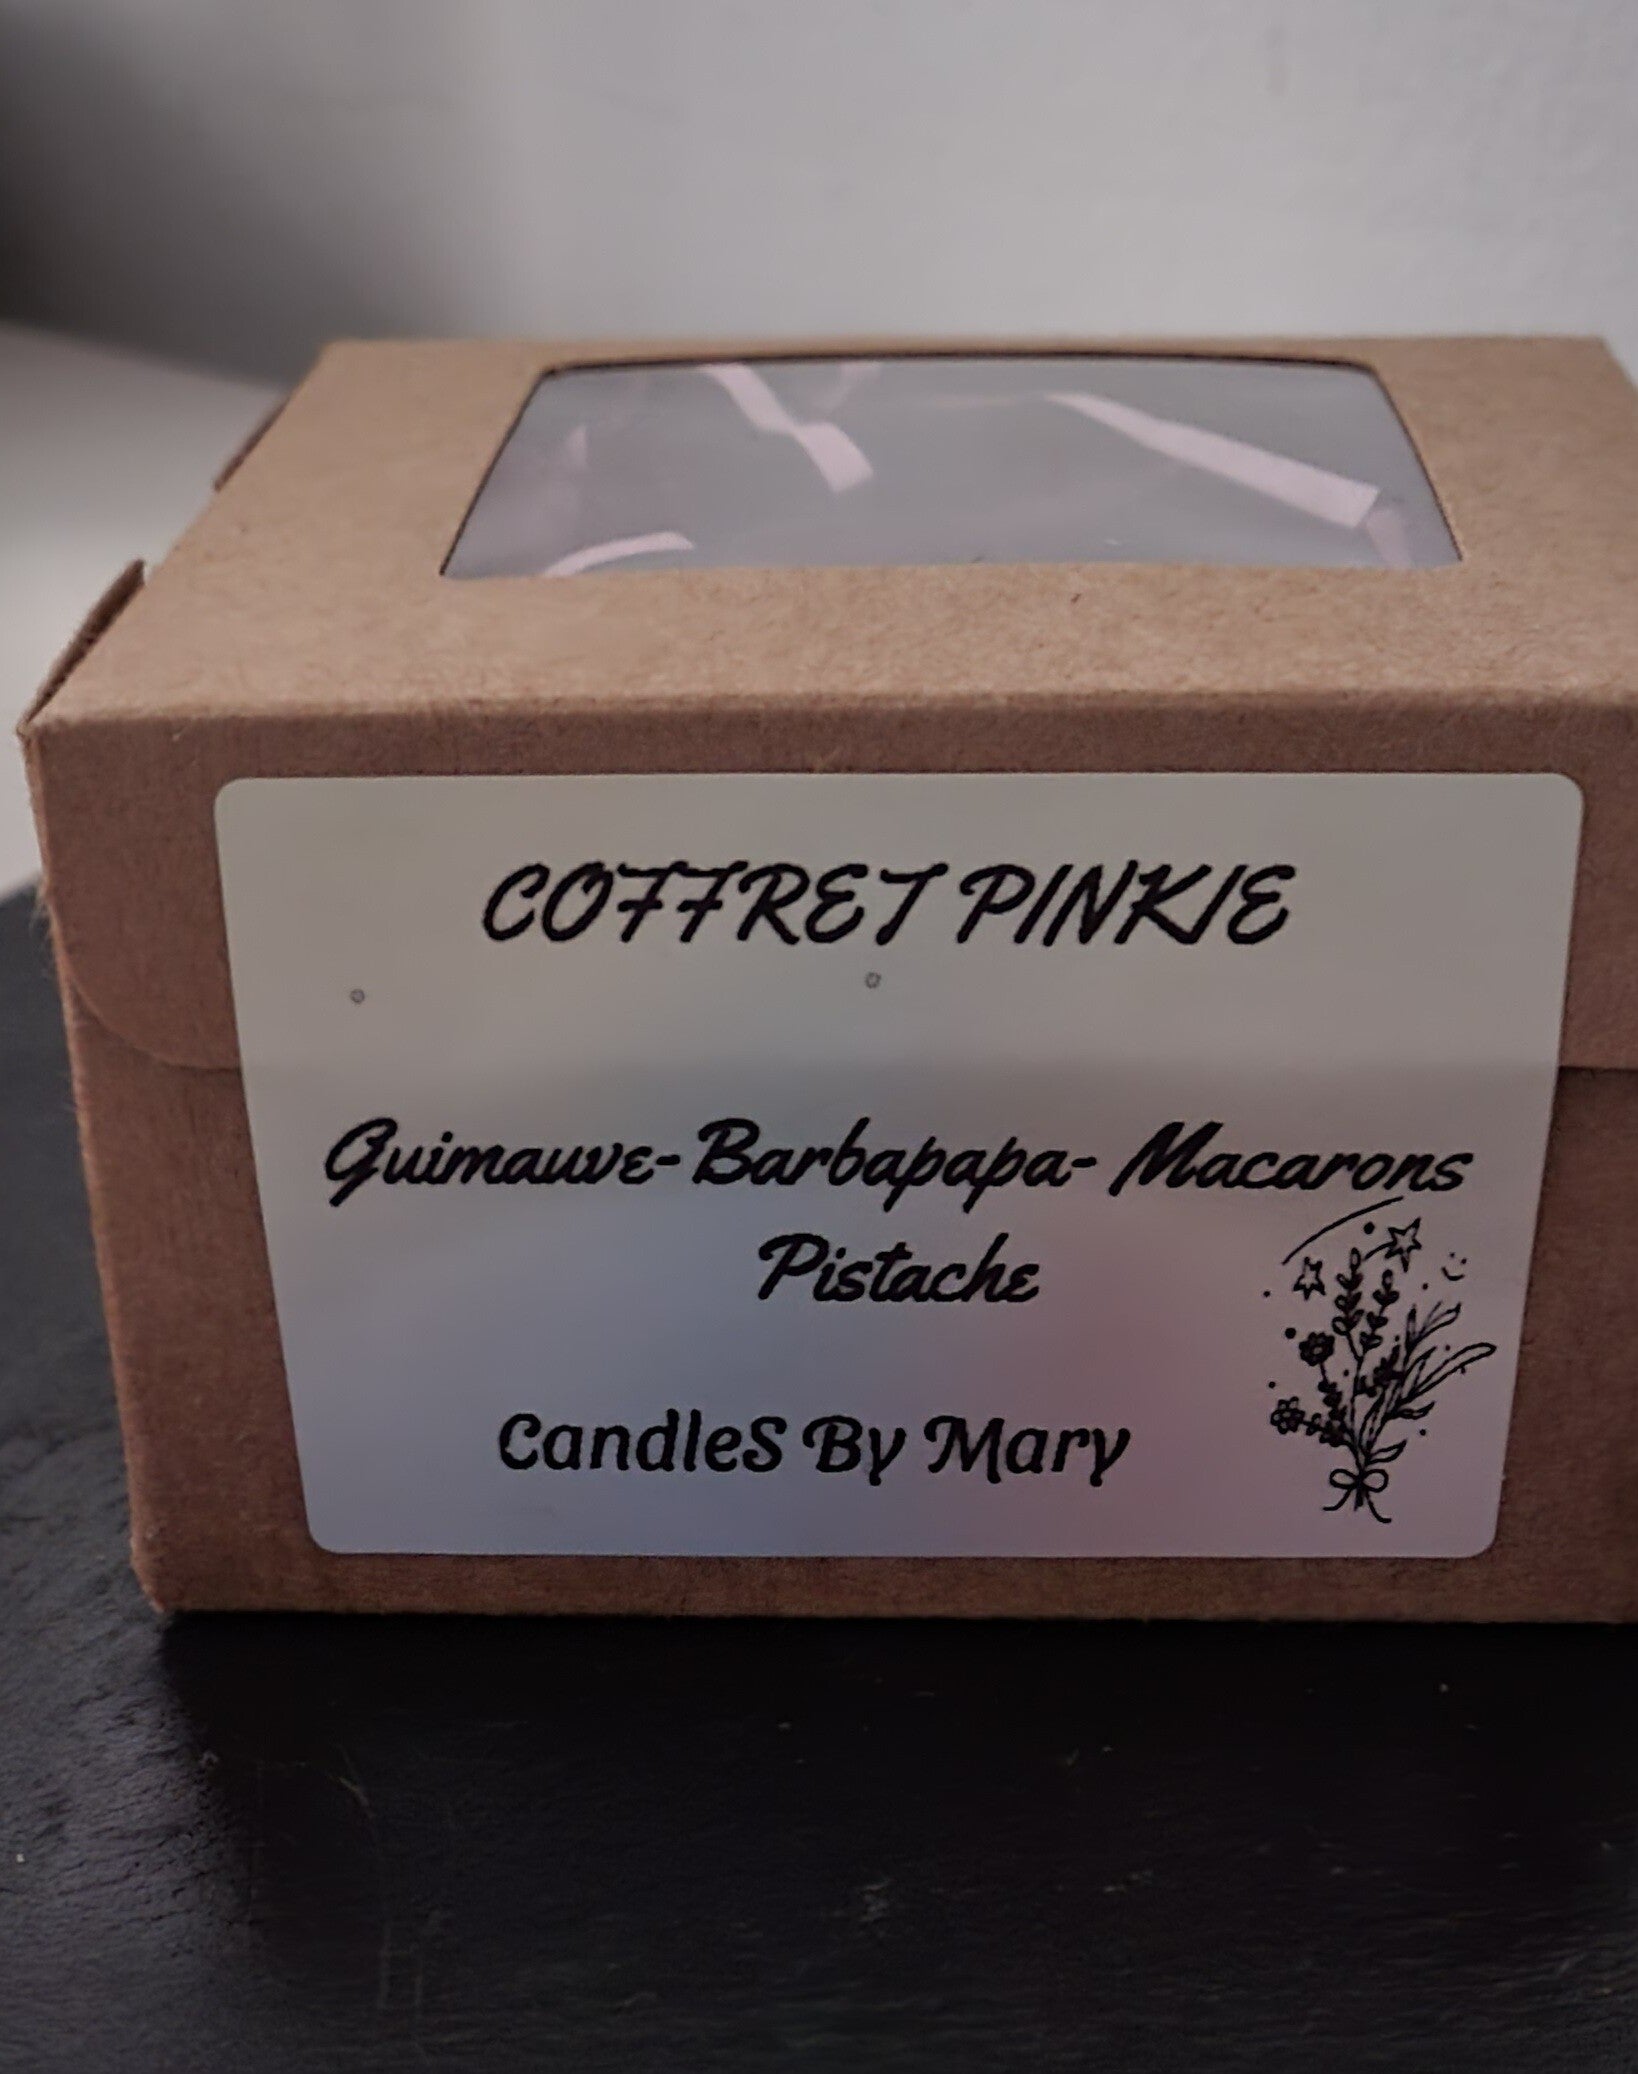 COFFRET PINKIE
Guimauve-Barbapapa- Macarons
Pistache
CandleS By Mary